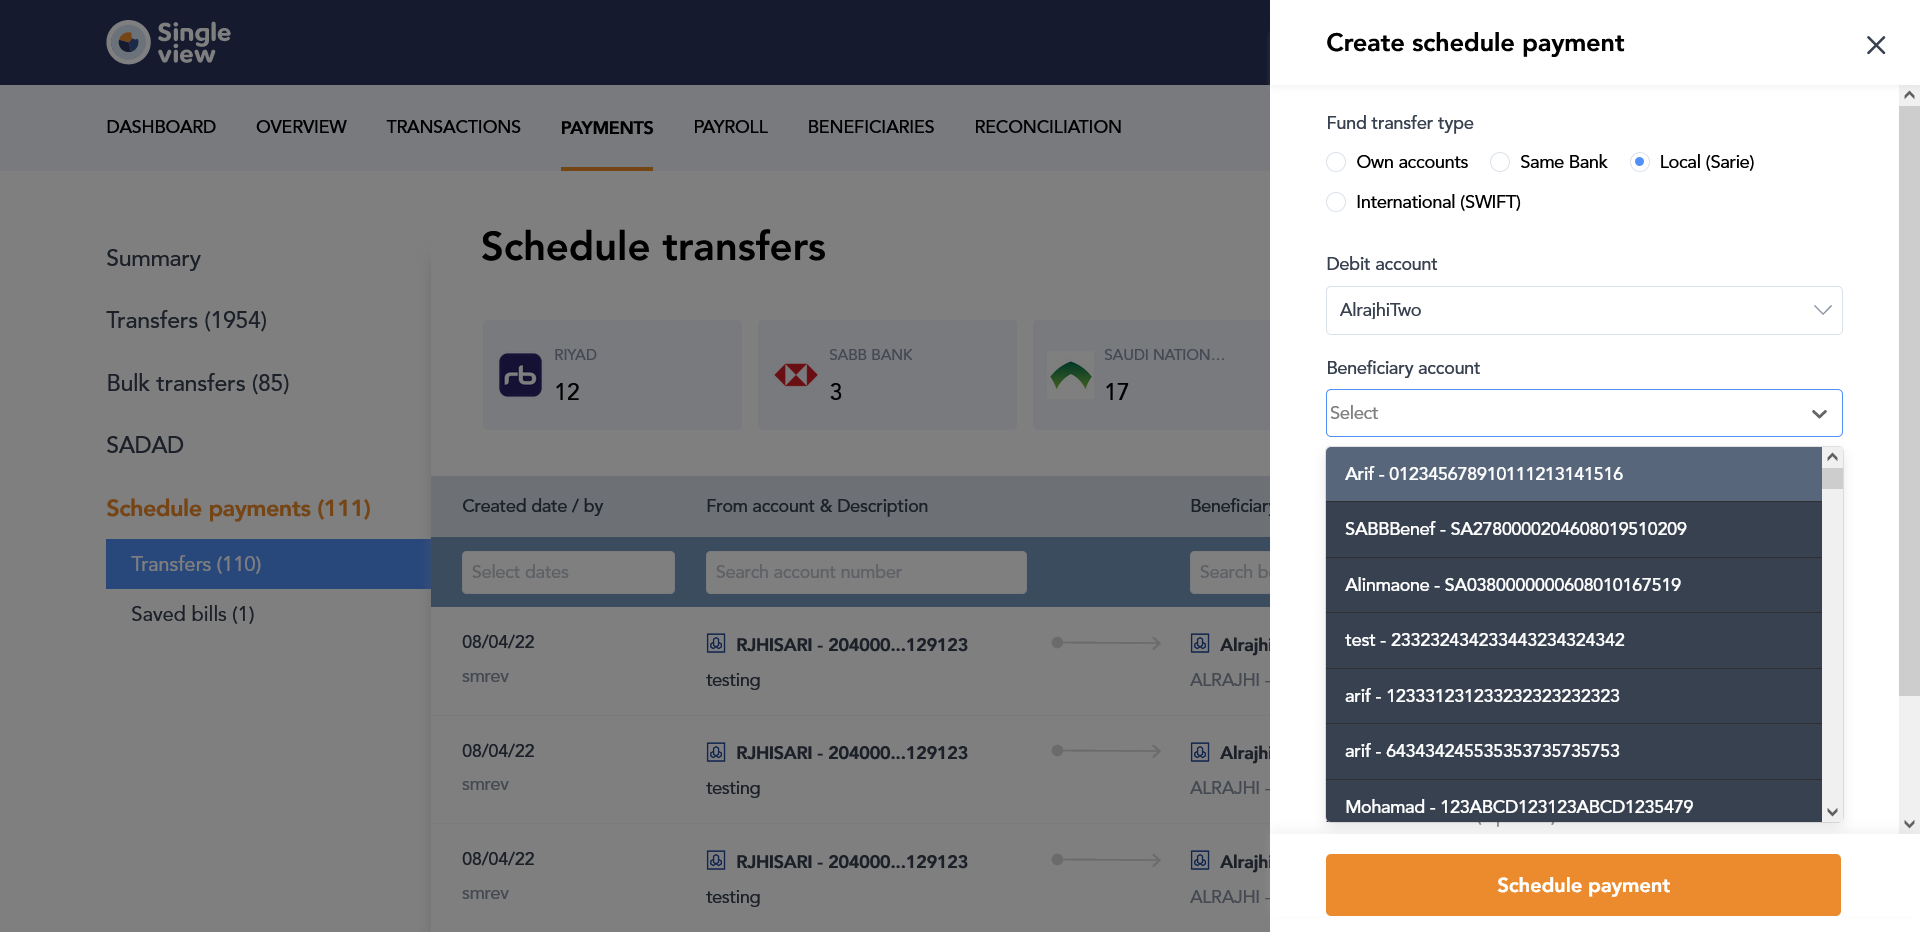 Single
view
Create schedule payment
DASHBOARD OVERVIEW TRANSACTIONS PAYMENTS PAYROLL BENEFICIARIES RECONCILIATION
Summary
Transfers (1954)
Bulk transfers (85)
SADAD
Schedule payments (111)
Transfers (110)
Saved bills (1)
Schedule transfers
RIYAD
12
SABB BANK
3
SAUDI NATION...
17
Created date / by From account & Description Beneficiary
Select dates Search account number Search be
08/04/22 RJHISARI - 204000...129123 Alrajhi
smrev testing ALRAJHI -
08/04/22 RJHISARI - 204000...129123 Alrajhi
smrev testing ALRAJHI -
08/04/22 RJHISARI - 204000...129123 Alrajhi
smrev testing ALRAJHI -
Fund transfer type
Own accounts Same Bank Local (Sarie)
International (SWIFT)
Debit account
AlrajhiTwo
Beneficiary account
Select
Arif - 012345678910111213141516
SABBBenef - SA2780000204608019510209
Alinmaone - SA0380000000608010167519
test - 233232434233443234324342
arif - 123331231233232323232323
arif - 643434245535353735735753
Mohamad - 123ABCD123123ABCD1235479
Schedule payment